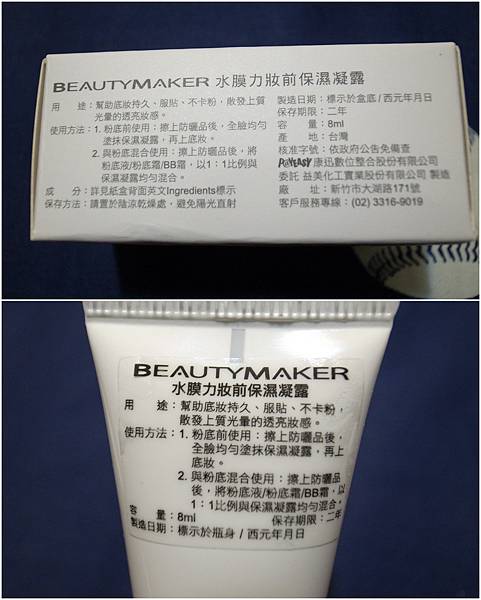 BEAUTYMAKER 水膜力妝前保濕凝露
用　途：幫助底妝持久、服貼、不卡粉，散發上質光暈的透亮妝感。
使用方法：1. 粉底前使用：擦上防曬品後，全臉均勻塗抹保濕凝露，再上底妝。
2. 與粉底混合使用：擦上防曬品後，將粉底液/粉底霜/BB霜，以1：1比例與保濕凝露均勻混合。
成　分：詳見紙盒背面英文Ingredients標示
保存方法：請置於陰涼乾燥處，避免陽光直射
製造日期：標示於盒底 / 西元年月日
保存期限：二年
容　量：8ml
產　地：台灣
核准字號：依政府公告免備查
PAYEASY 康迅數位整合股份有限公司
委託 益美化工實業股份有限公司 製造
廠　址：新竹市大湖路171號
客戶服務專線：(02) 3316-9019
BEAUTYMAKER
水膜力妝前保濕凝露
用　途：幫助底妝持久、服貼、不卡粉，
散發上質光暈的透亮妝感。
使用方法：1. 粉底前使用：擦上防曬品後，
全臉均勻塗抹保濕凝露，再上
底妝。
2. 與粉底混合使用：擦上防曬品
後，將粉底液/粉底霜/BB霜，以
1：1比例與保濕凝露均勻混合。
容　量：8ml　保存期限：二年
製造日期：標示於瓶身 / 西元年月日